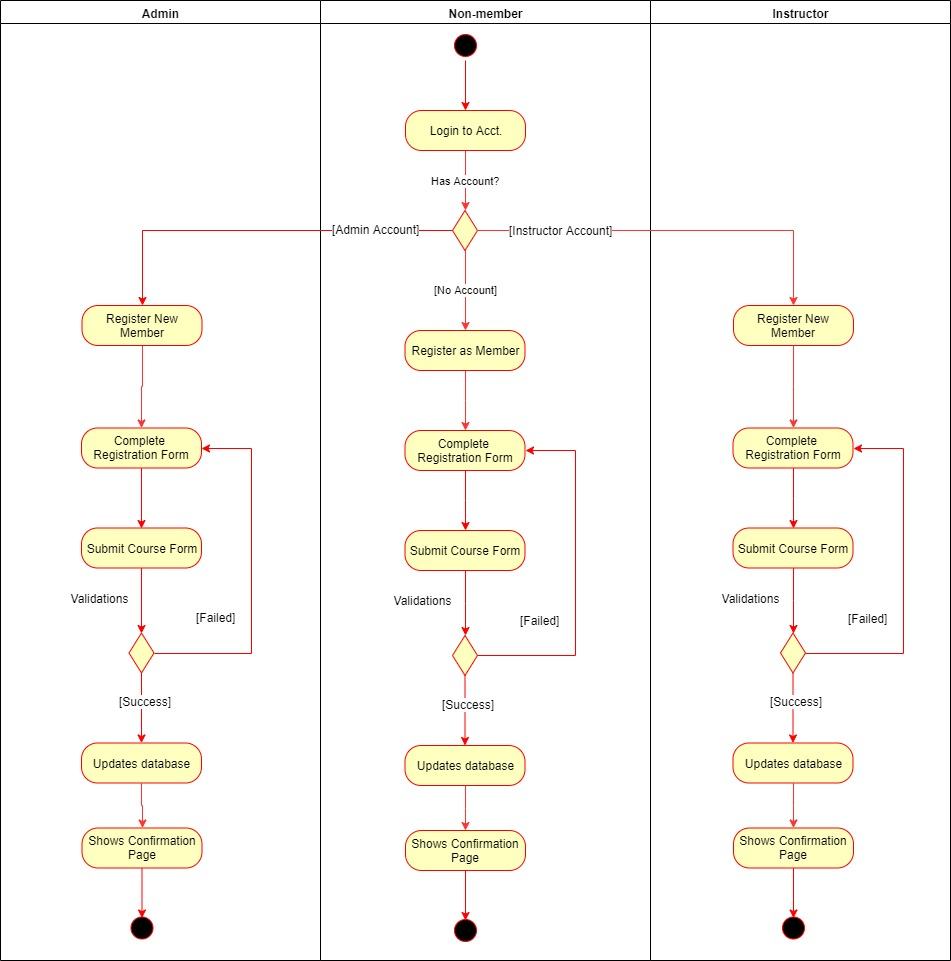 Admin
Non-member
Instructor
Login to Acct.
Has Account?
[Admin Account]
[Instructor Account]
[No Account]
Register New
Member
Register as Member
Register New
Member
Complete
Registration Form
Complete
Registration Form
Complete
Registration Form
Submit Course Form
Submit Course Form
Submit Course Form
Validations
Validations
Validations
[Failed]
[Failed]
[Failed]
[Success]
[Success]
[Success]
Updates database
Updates database
Updates database
Shows Confirmation
Page
Shows Confirmation
Page
Shows Confirmation
Page